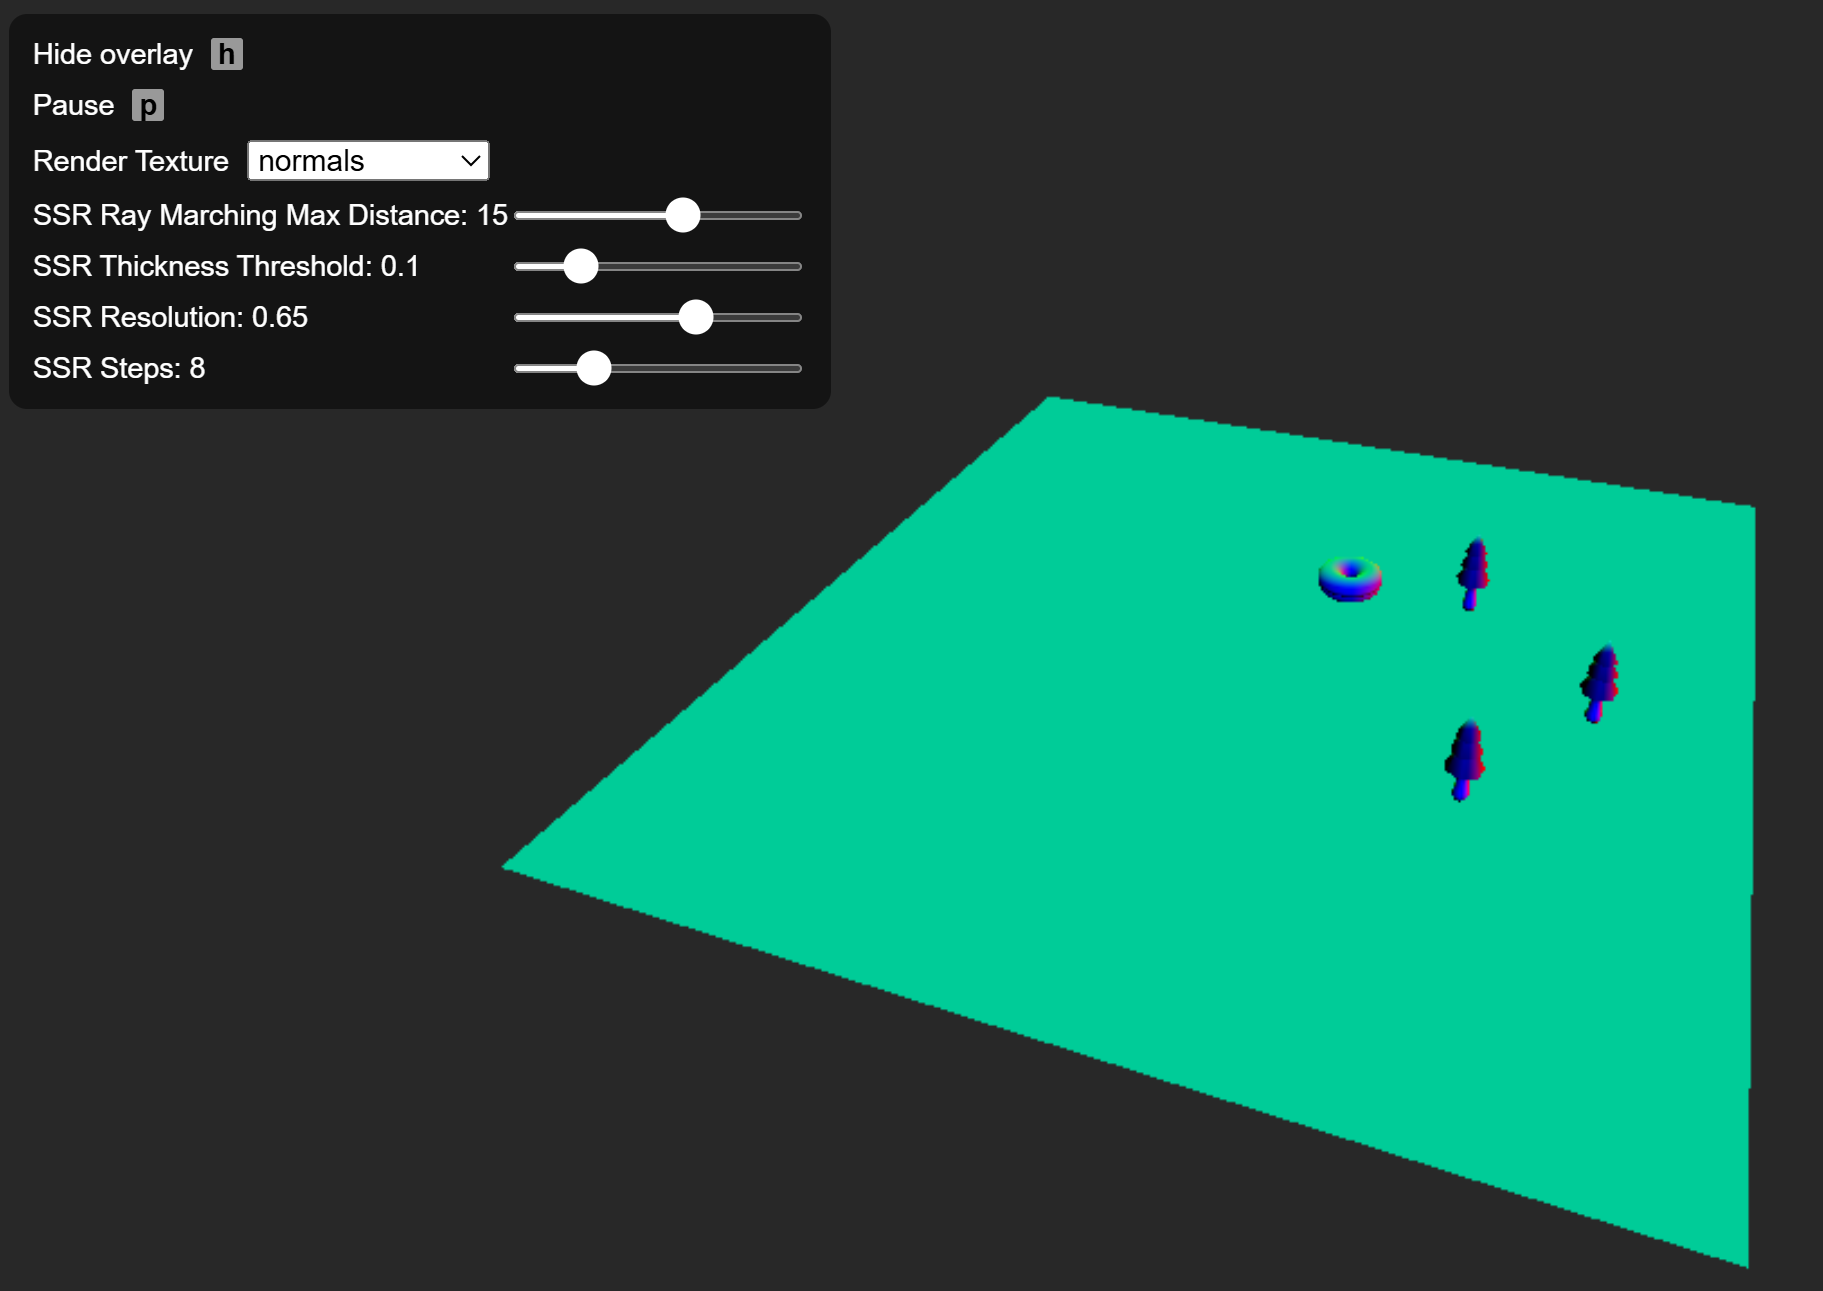 Hide overlay h
Pause p
Render Texture normals
SSR Ray Marching Max Distance: 15
SSR Thickness Threshold: 0.1
SSR Resolution: 0.65
SSR Steps: 8